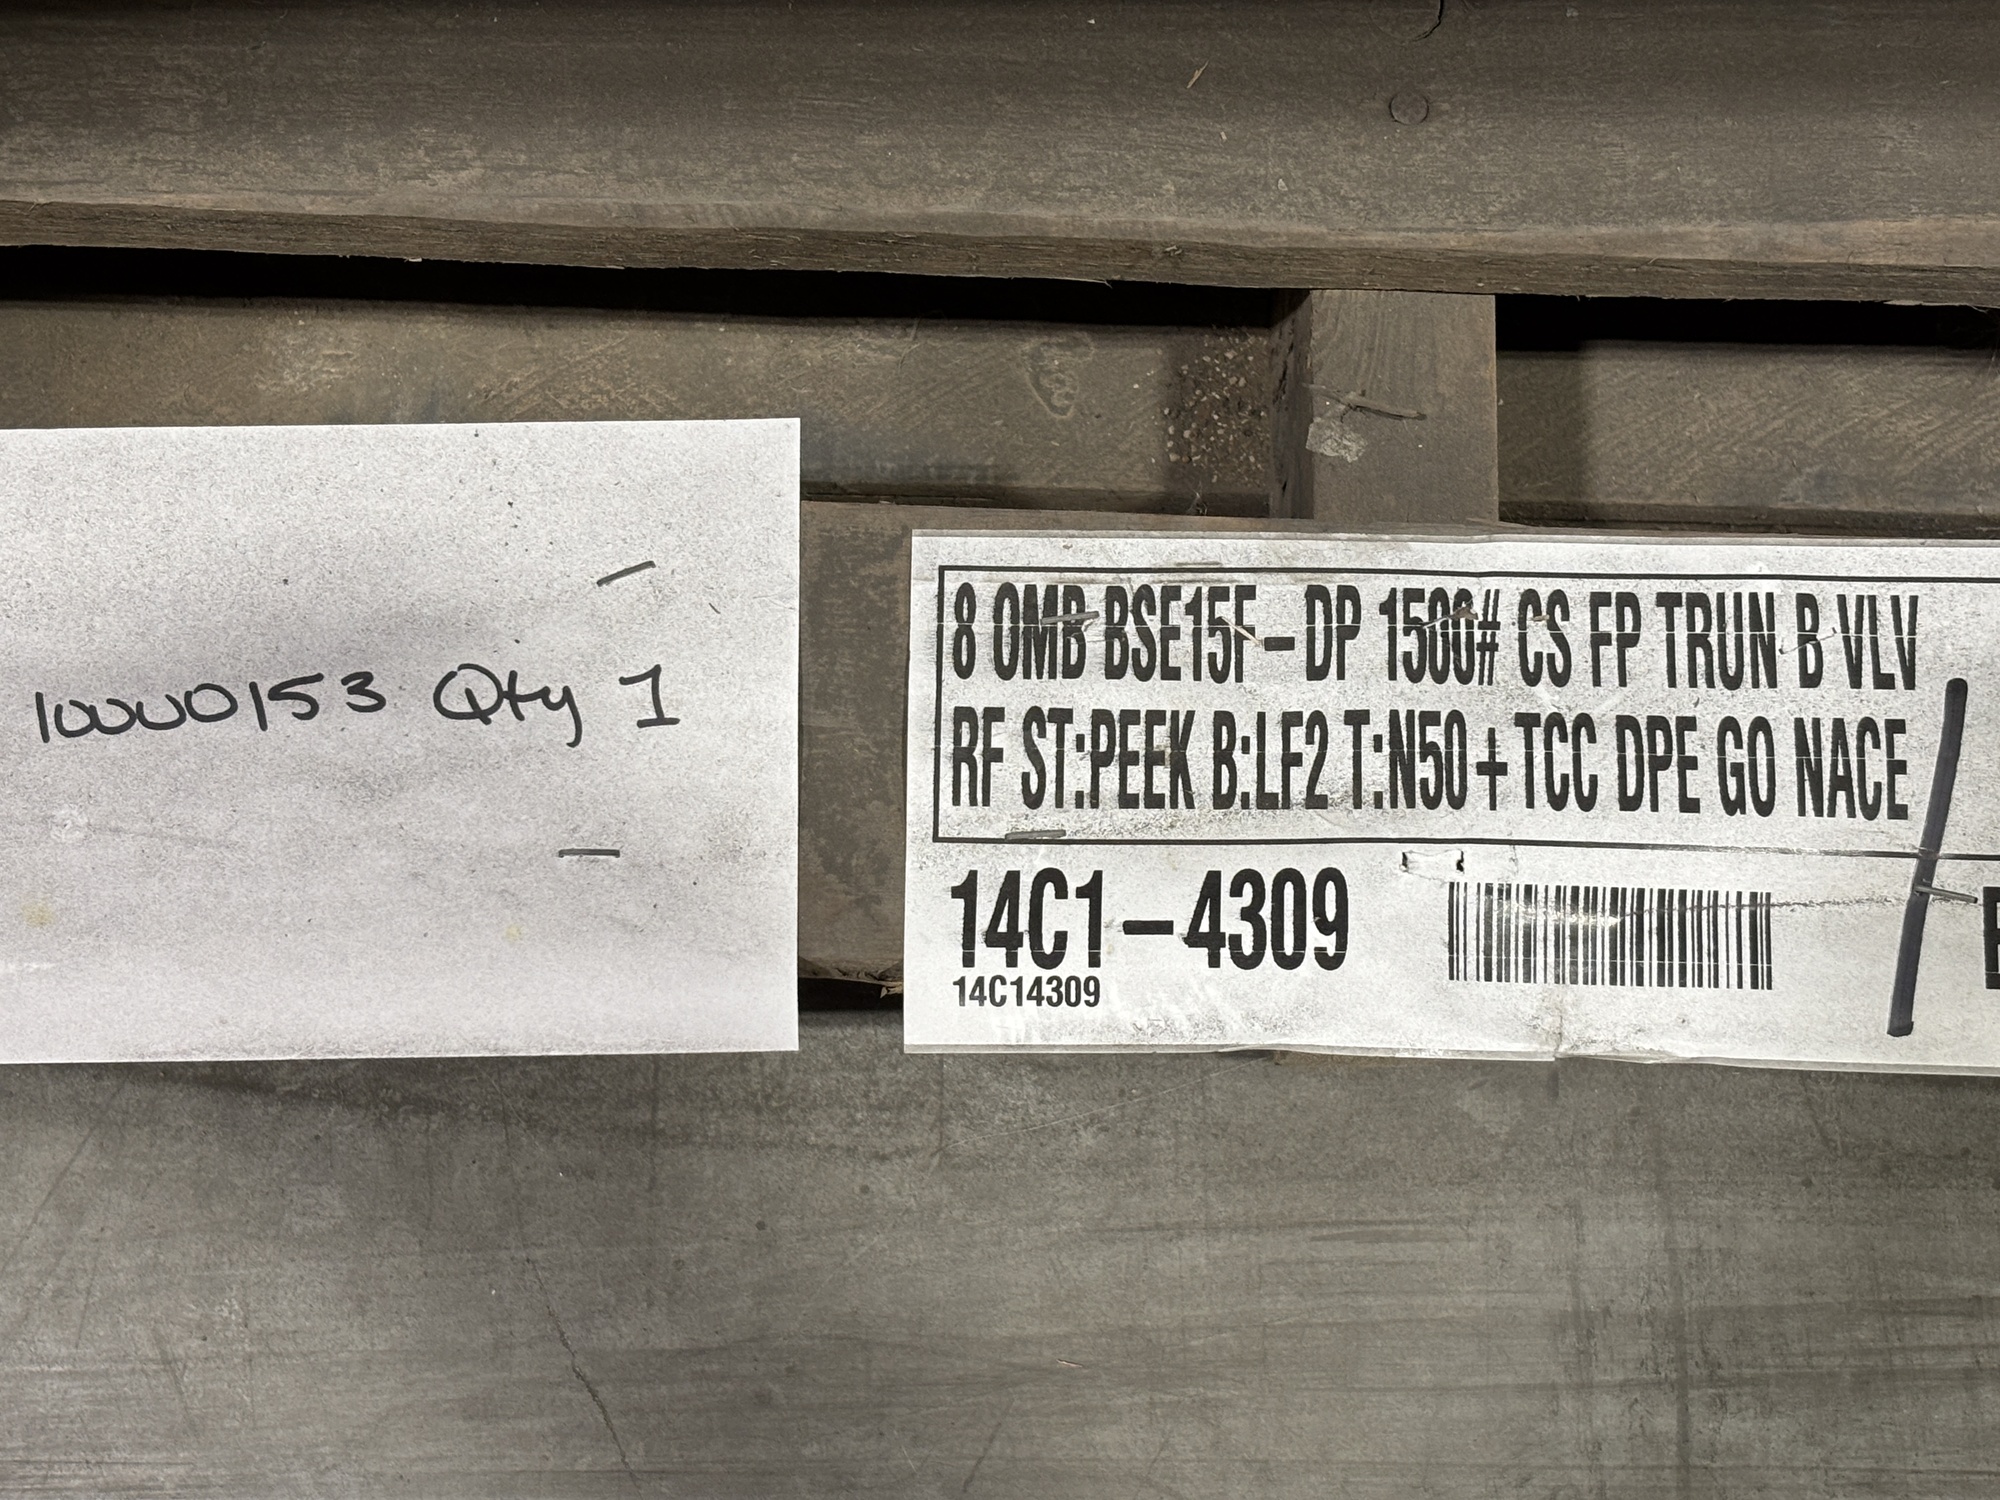 10000153 Qty 1
8 OMB BSE15F-DP 1500# CS FP TRUN B VLV
RF ST:PEEK B:LF2 T:N50+TCC DPE GO NACE
14C1-4309
14C14309